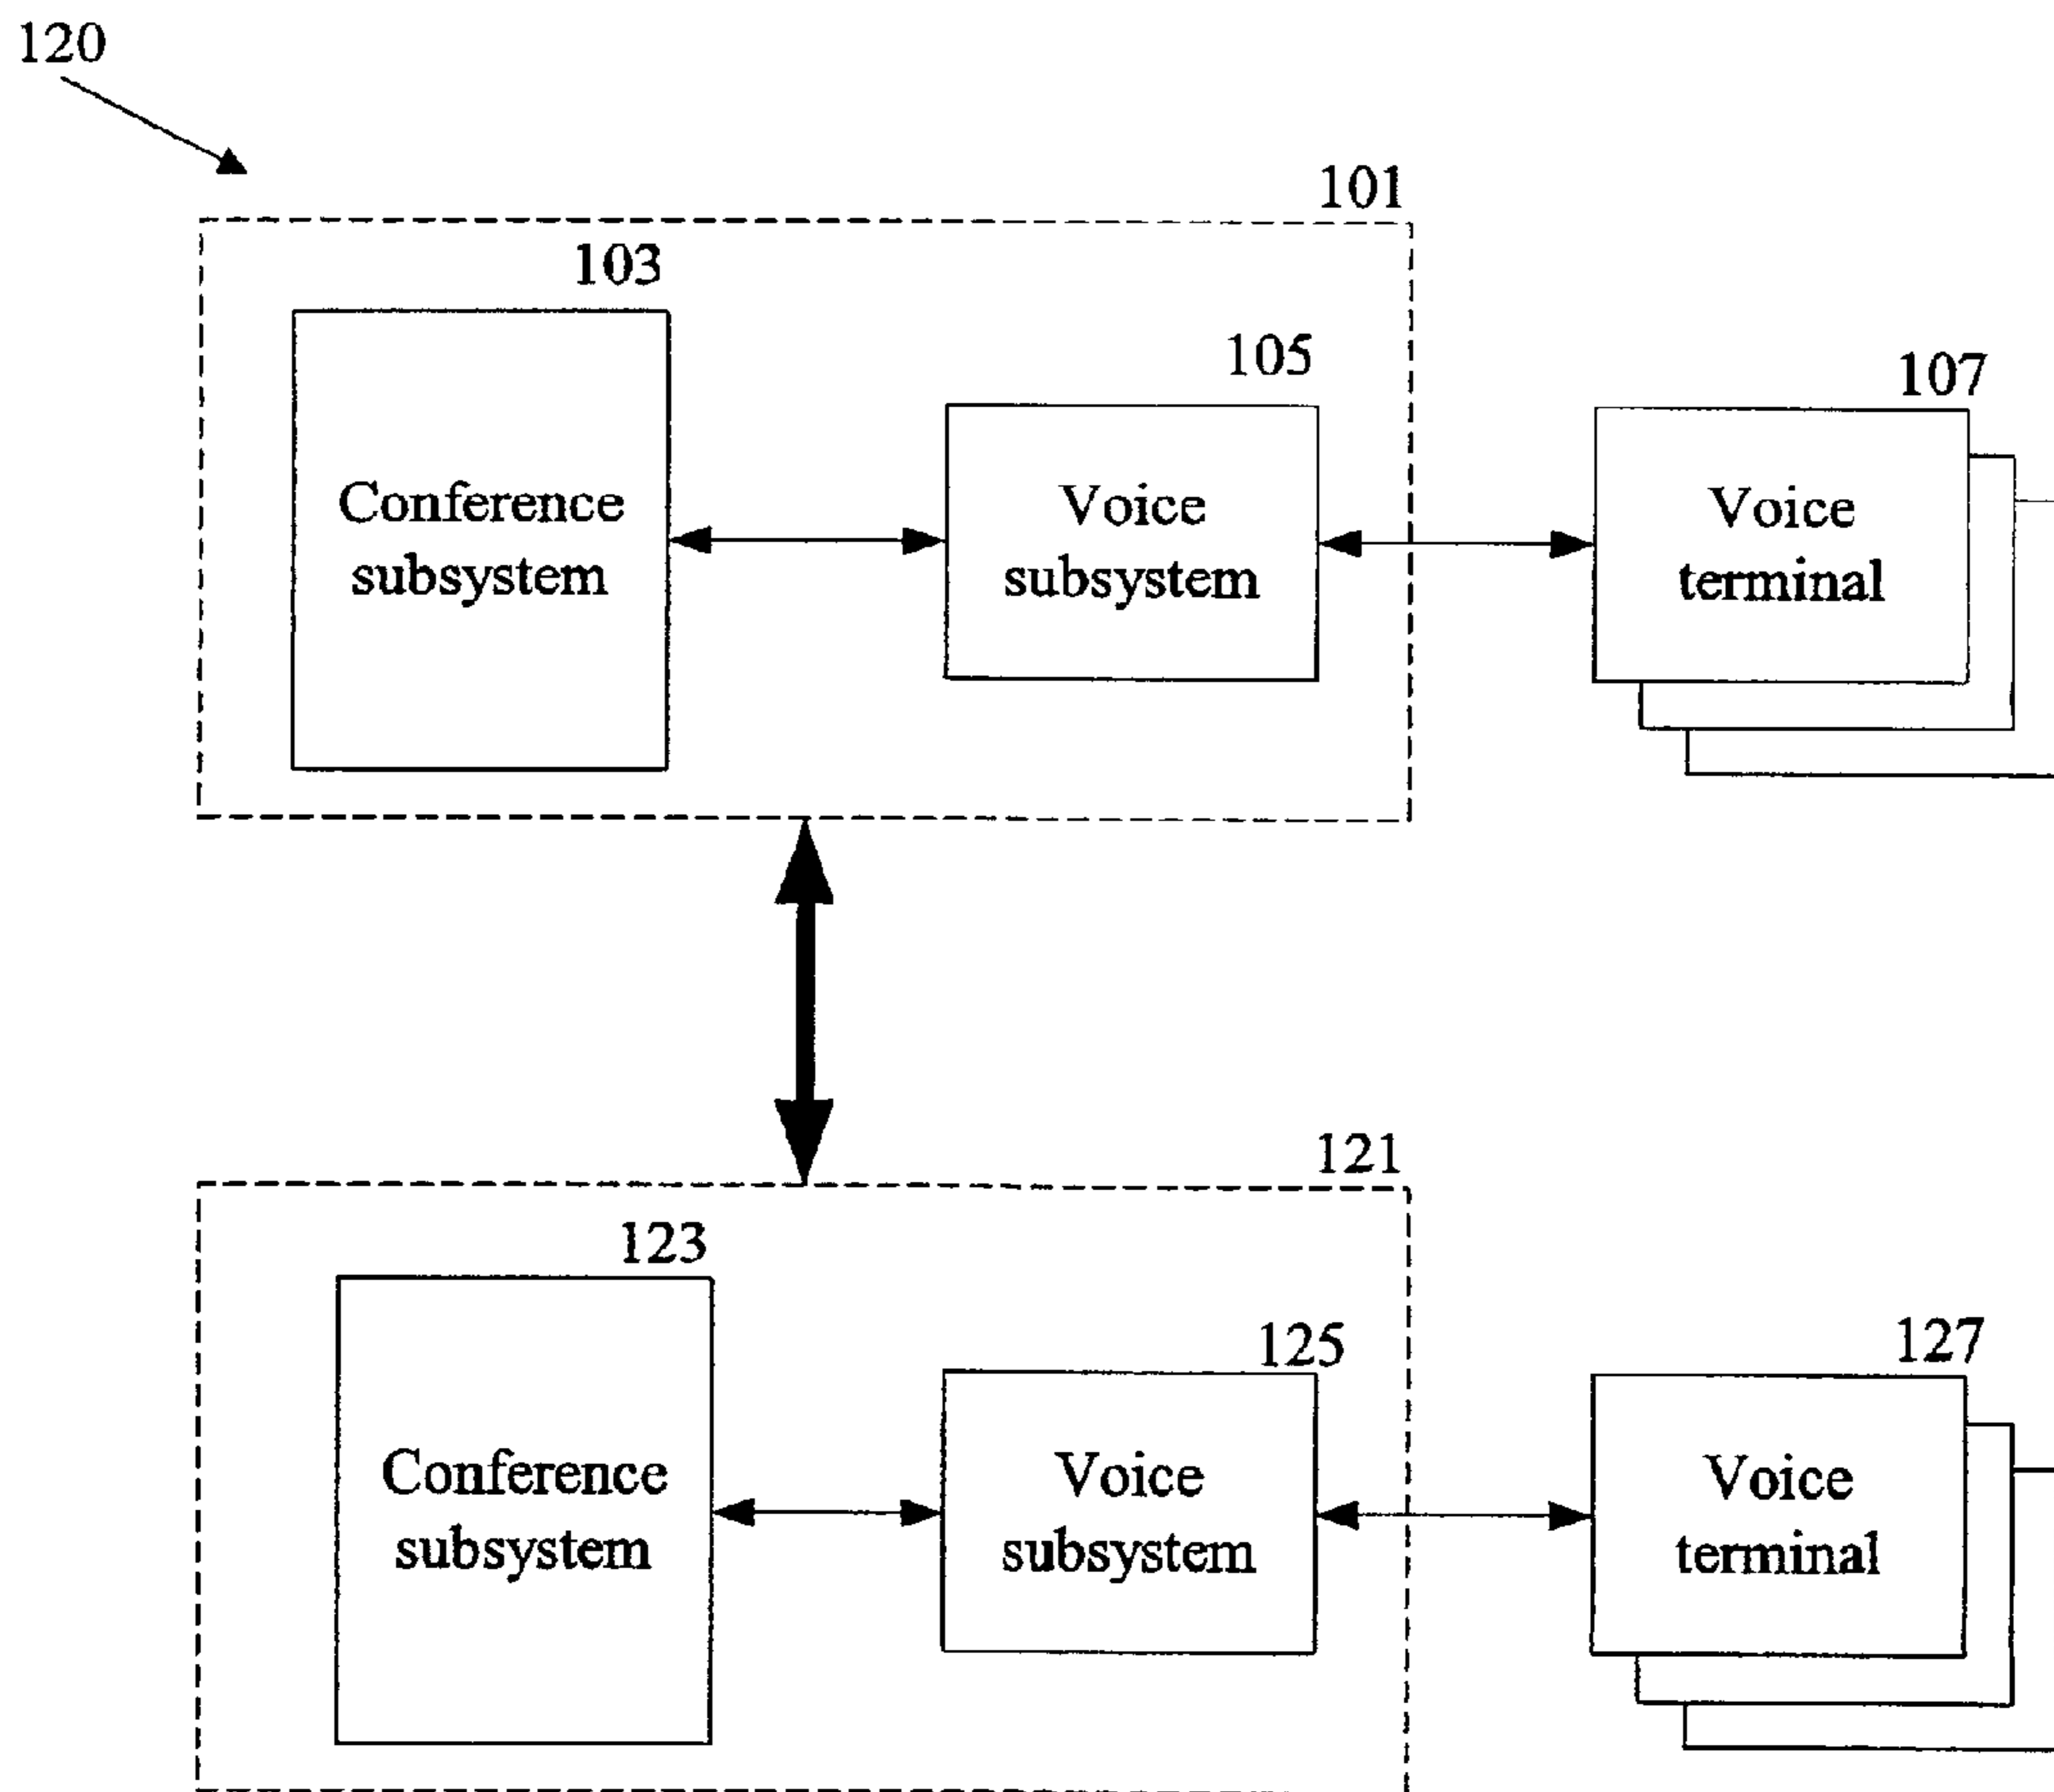 120
101
103
105
107
Conference
subsystem
Voice
subsystem
Voice
terminal
121
123
125
127
Conference
subsystem
Voice
subsystem
Voice
terminal